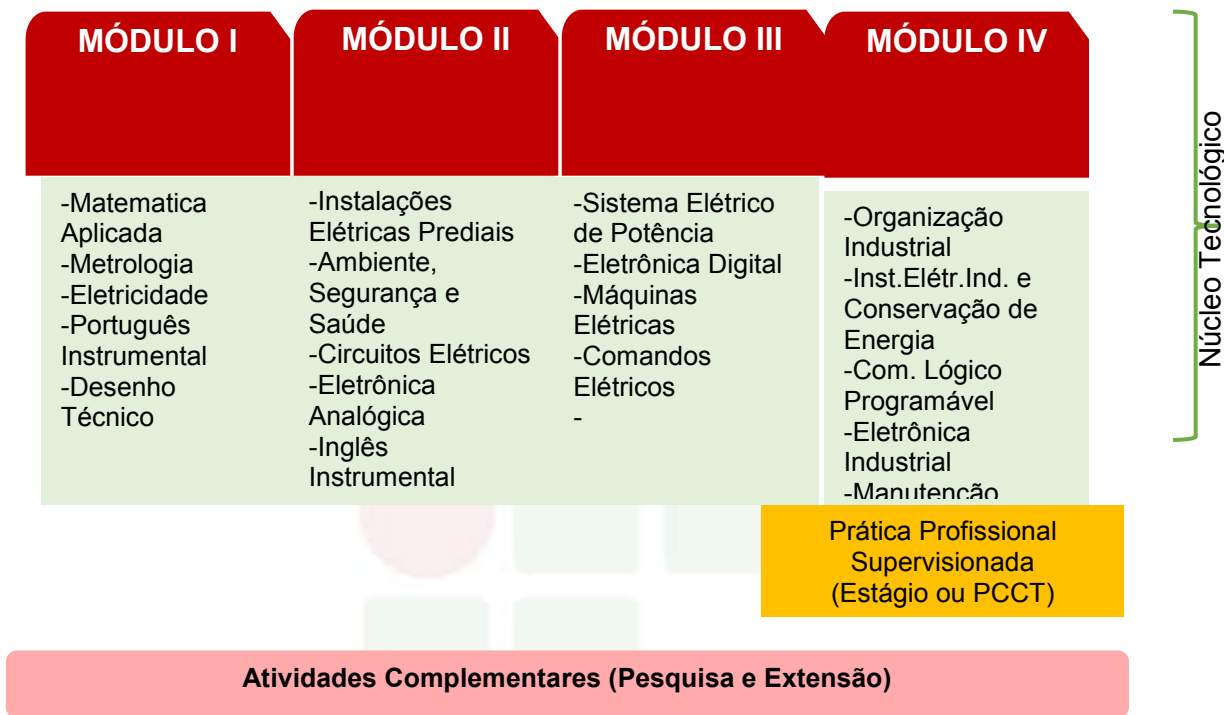 MÓDULO I
MÓDULO II
MÓDULO III
MÓDULO IV
-Matematica
Aplicada
-Metrologia
-Eletricidade
-Português
Instrumental
-Desenho
Técnico
-Instalações
Elétricas Prediais
-Ambiente,
Segurança e
Saúde
-Circuitos Elétricos
-Eletrônica
Analógica
-Inglês
Instrumental
-Sistema Elétrico
de Potência
-Eletrônica Digital
-Máquinas
Elétricas
-Comandos
Elétricos
-
-Organização
Industrial
-Inst.Elétr.Ind. e
Conservação de
Energia
-Com. Lógico
Programável
-Eletrônica
Industrial
-Manutenção
Núcleo Tecnológico
Prática Profissional
Supervisionada
(Estágio ou PCCT)
Atividades Complementares (Pesquisa e Extensão)